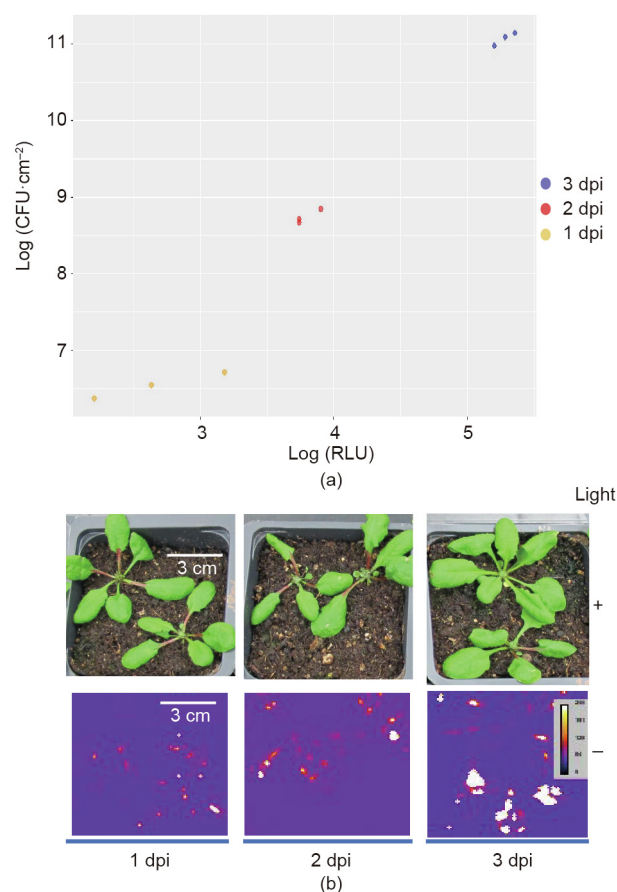 11
10
9
8
7
Log (CFU·cm⁻²)
3 dpi
2 dpi
1 dpi
3
4
5
Log (RLU)
(a)
Light
3 cm
+
3 cm
–
1 dpi
2 dpi
3 dpi
(b)